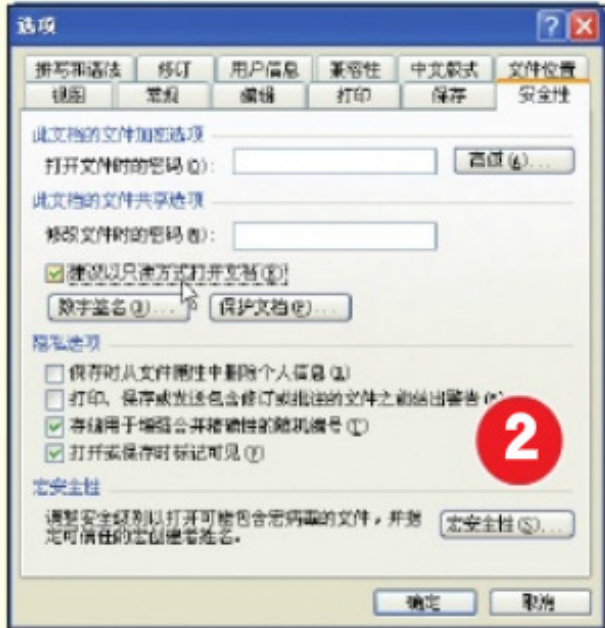 选项
拼写和语法 修订 用户信息 兼容性 中文版式 文件位置
视图 常规 编辑 打印 保存 安全性
此文档的文件加密选项
打开文件时的密码(O): 高级(A)...
此文档的文件共享选项
修改文件时的密码(M):
建议以只读方式打开文档(E)
数字签名(D)... 保护文档(P)...
隐私选项
保存时从文件属性中删除个人信息(R)
打印、保存或发送包含修订或批注的文件之前给出警告(W)
存储用于增强合并精确性的随机编号(T)
打开或保存时标记可见(F)
2
宏安全性
调整安全级别以打开可能包含宏病毒的文件，并指
定可信任的宏创建者姓名。
宏安全性(S)...
确定 取消